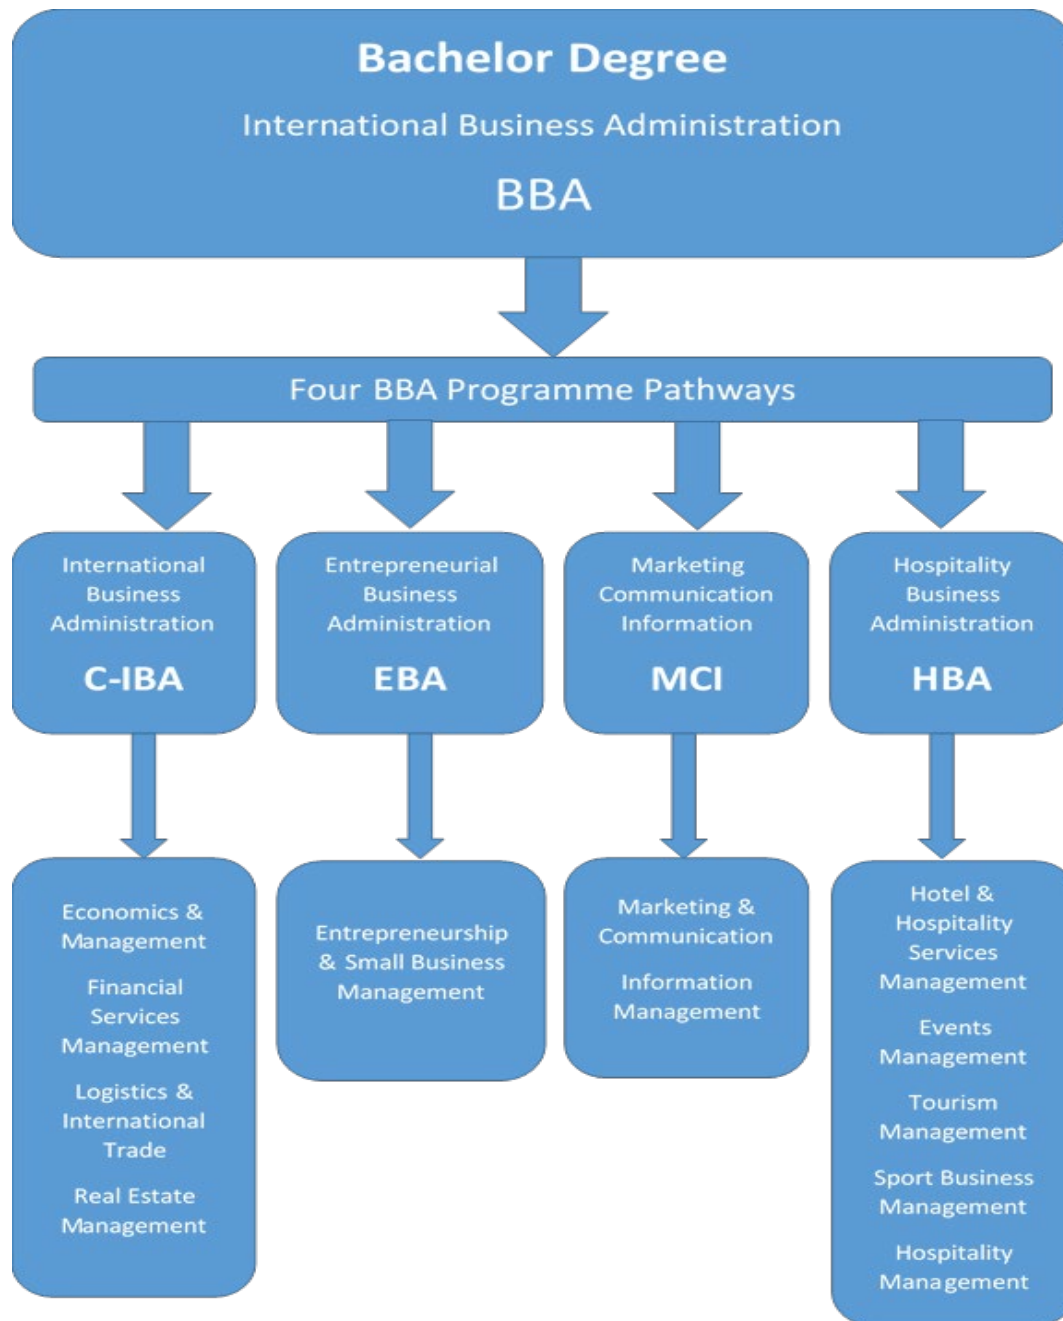 Bachelor Degree
International Business Administration
BBA
Four BBA Programme Pathways
International
Business
Administration
C-IBA
Entrepreneurial
Business
Administration
EBA
Marketing
Communication
Information
MCI
Hospitality
Business
Administration
HBA
Economics &
Management
Financial
Services
Management
Logistics &
International
Trade
Real Estate
Management
Entrepreneurship
& Small Business
Management
Marketing &
Communication
Information
Management
Hotel &
Hospitality
Services
Management
Events
Management
Tourism
Management
Sport Business
Management
Hospitality
Management